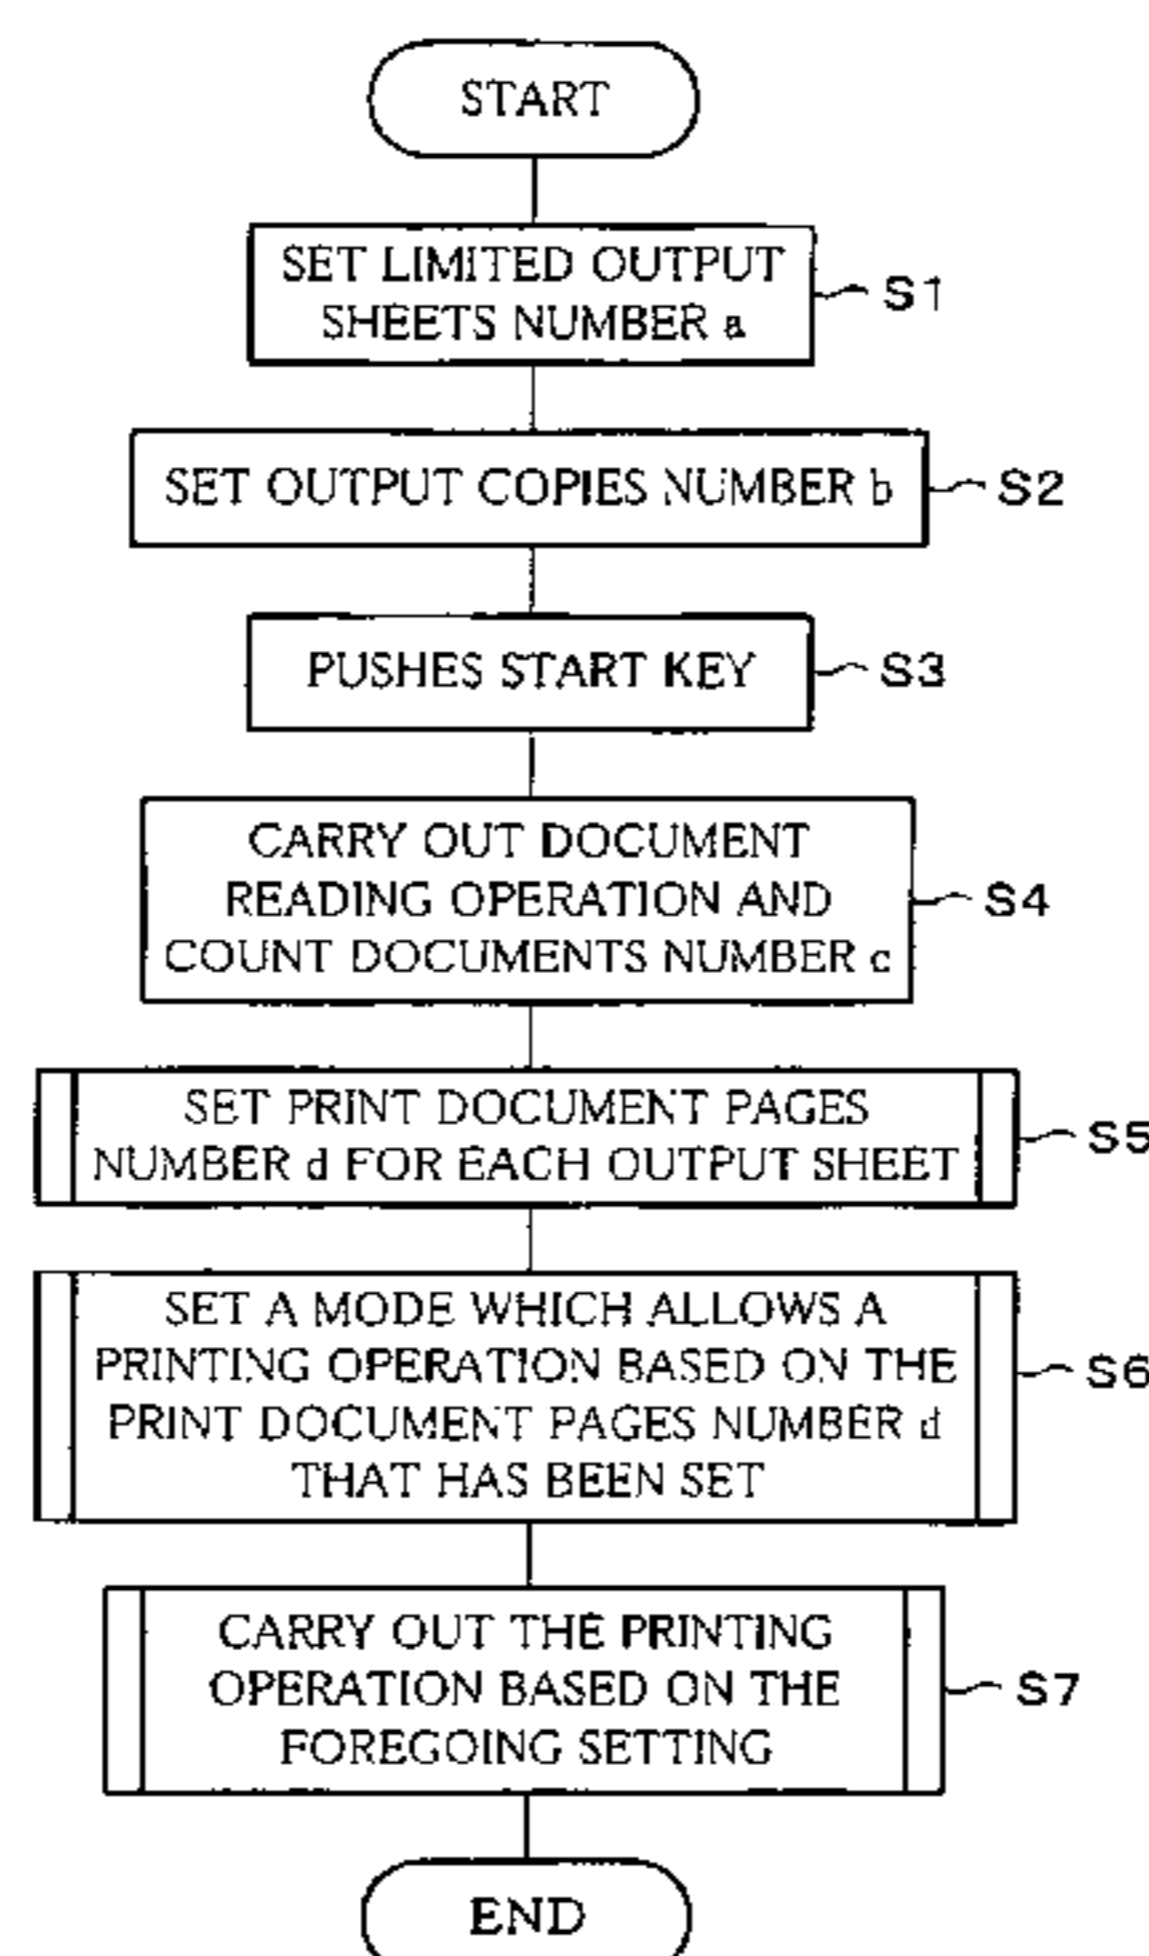 START
SET LIMITED OUTPUT
SHEETS NUMBER a
S1
SET OUTPUT COPIES NUMBER b
S2
PUSHES START KEY
S3
CARRY OUT DOCUMENT
READING OPERATION AND
COUNT DOCUMENTS NUMBER c
S4
SET PRINT DOCUMENT PAGES
NUMBER d FOR EACH OUTPUT SHEET
S5
SET A MODE WHICH ALLOWS A
PRINTING OPERATION BASED ON THE
PRINT DOCUMENT PAGES NUMBER d
THAT HAS BEEN SET
S6
CARRY OUT THE PRINTING
OPERATION BASED ON THE
FOREGOING SETTING
S7
END